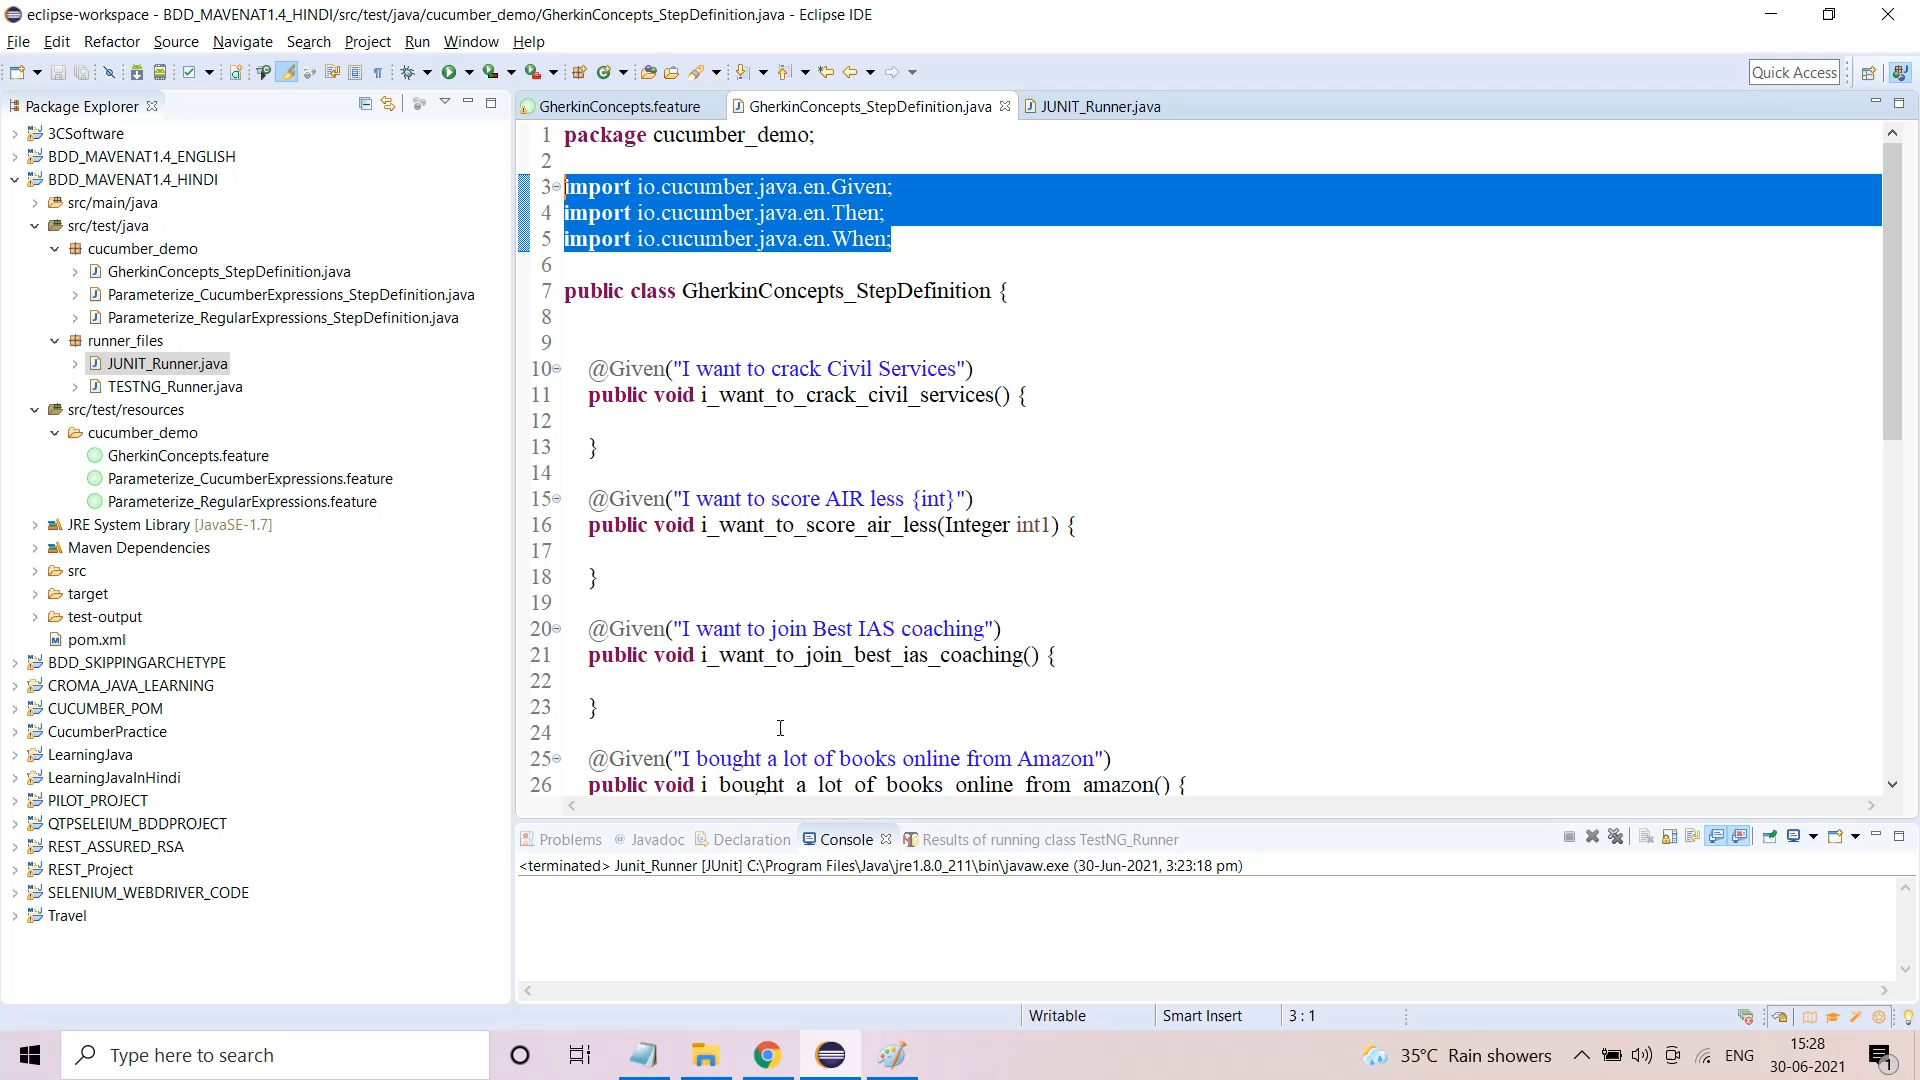 eclipse-workspace - BDD_MAVENAT1.4_HINDI/src/test/java/cucumber_demo/GherkinConcepts_StepDefinition.java - Eclipse IDE
File Edit Refactor Source Navigate Search Project Run Window Help
Quick Access
Package Explorer
3CSoftware
BDD_MAVENAT1.4_ENGLISH
BDD_MAVENAT1.4_HINDI
src/main/java
src/test/java
cucumber_demo
GherkinConcepts_StepDefinition.java
Parameterize_CucumberExpressions_StepDefinition.java
Parameterize_RegularExpressions_StepDefinition.java
runner_files
JUNIT_Runner.java
TESTNG_Runner.java
src/test/resources
cucumber_demo
GherkinConcepts.feature
Parameterize_CucumberExpressions.feature
Parameterize_RegularExpressions.feature
JRE System Library [JavaSE-1.7]
Maven Dependencies
src
target
test-output
pom.xml
BDD_SKIPPINGARCHETYPE
CROMA_JAVA_LEARNING
CUCUMBER_POM
CucumberPractice
LearningJava
LearningJavaInHindi
PILOT_PROJECT
QTPSELEIUM_BDDPROJECT
REST_ASSURED_RSA
REST_Project
SELENIUM_WEBDRIVER_CODE
Travel
GherkinConcepts.feature GherkinConcepts_StepDefinition.java JUNIT_Runner.java
1 package cucumber_demo;
2
3 import io.cucumber.java.en.Given;
4 import io.cucumber.java.en.Then;
5 import io.cucumber.java.en.When;
6
7 public class GherkinConcepts_StepDefinition {
8
9
10 @Given("I want to crack Civil Services")
11 public void i_want_to_crack_civil_services() {
12
13 }
14
15 @Given("I want to score AIR less {int}")
16 public void i_want_to_score_air_less(Integer int1) {
17
18 }
19
20 @Given("I want to join Best IAS coaching")
21 public void i_want_to_join_best_ias_coaching() {
22
23 }
24
25 @Given("I bought a lot of books online from Amazon")
26 public void i_bought_a_lot_of_books_online_from_amazon() {
Problems @ Javadoc Declaration Console Results of running class TestNG_Runner
<terminated> Junit_Runner [JUnit] C:\Program Files\Java\jre1.8.0_211\bin\javaw.exe (30-Jun-2021, 3:23:18 pm)
Writable Smart Insert 3 : 1
Type here to search
35°C Rain showers ENG
15:28
30-06-2021
1